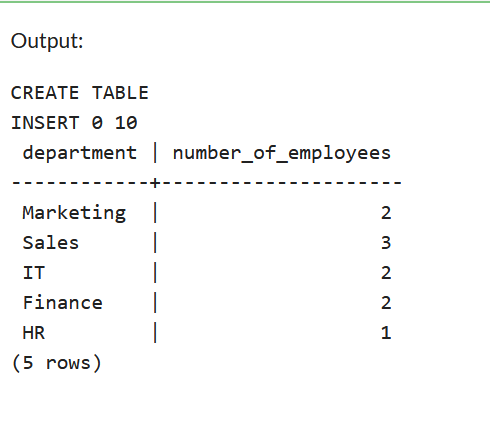 Output:
CREATE TABLE
INSERT 0 10
 department | number_of_employees
------------+---------------------
 Marketing  |                   2
 Sales      |                   3
 IT         |                   2
 Finance    |                   2
 HR         |                   1
(5 rows)